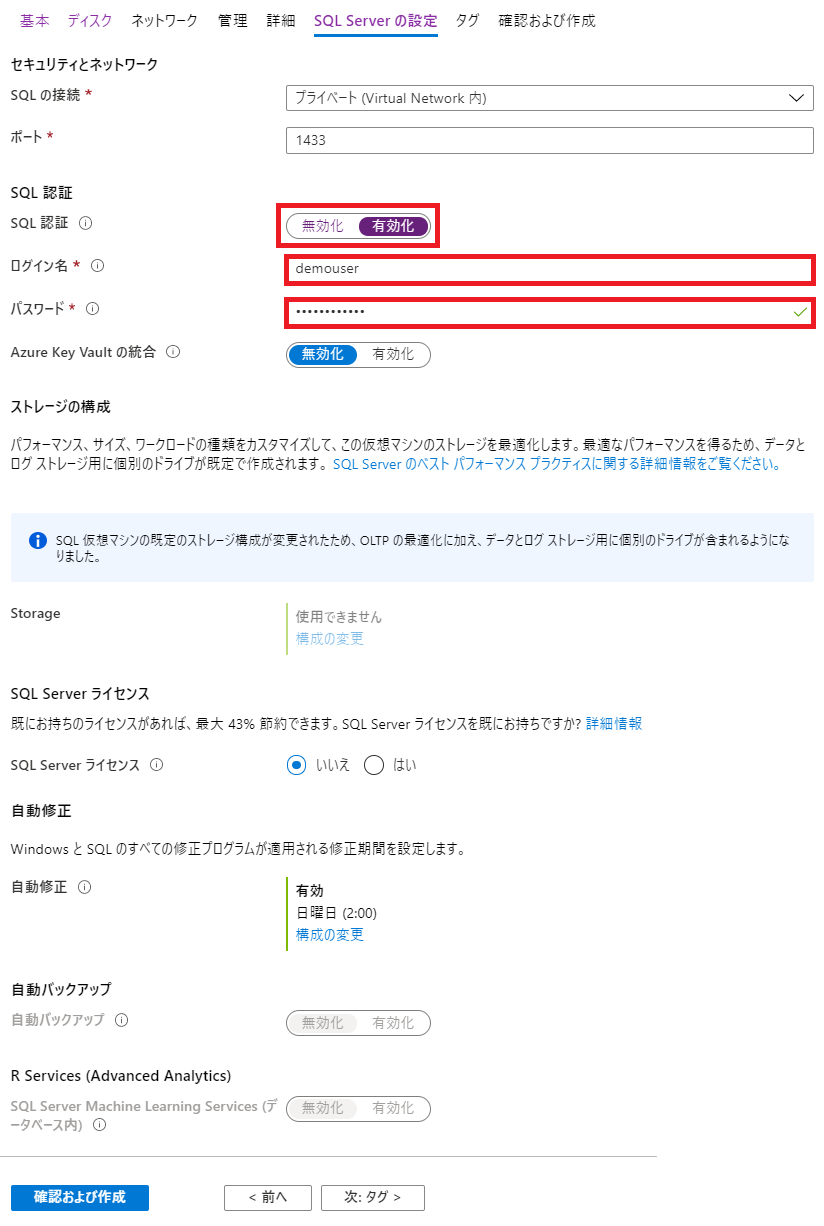 基本 ディスク ネットワーク 管理 詳細 SQL Server の設定 タグ 確認および作成
セキュリティとネットワーク
SQL の接続 * プライベート (Virtual Network 内)
ポート * 1433
SQL 認証
SQL 認証 無効化 有効化
ログイン名 * demouser
パスワード * ••••••••••••
Azure Key Vault の統合 無効化 有効化
ストレージの構成
パフォーマンス、サイズ、ワークロードの種類をカスタマイズして、この仮想マシンのストレージを最適化します。最適なパフォーマンスを得るため、データと
ログ ストレージ用に個別のドライブが既定で作成されます。 SQL Server のベスト パフォーマンス プラクティスに関する詳細情報をご覧ください。
SQL 仮想マシンの既定のストレージ構成が変更されたため、OLTP の最適化に加え、データとログ ストレージ用に個別のドライブが含まれるようにな
りました。
Storage 使用できません
構成の変更
SQL Server ライセンス
既にお持ちのライセンスがあれば、最大 43% 節約できます。SQL Server ライセンスを既にお持ちですか? 詳細情報
SQL Server ライセンス いいえ はい
自動修正
Windows と SQL のすべての修正プログラムが適用される修正期間を設定します。
自動修正 有効
日曜日 (2:00)
構成の変更
自動バックアップ
自動バックアップ 無効化 有効化
R Services (Advanced Analytics)
SQL Server Machine Learning Services (デ 無効化 有効化
ータベース内)
確認および作成 < 前へ 次: タグ >